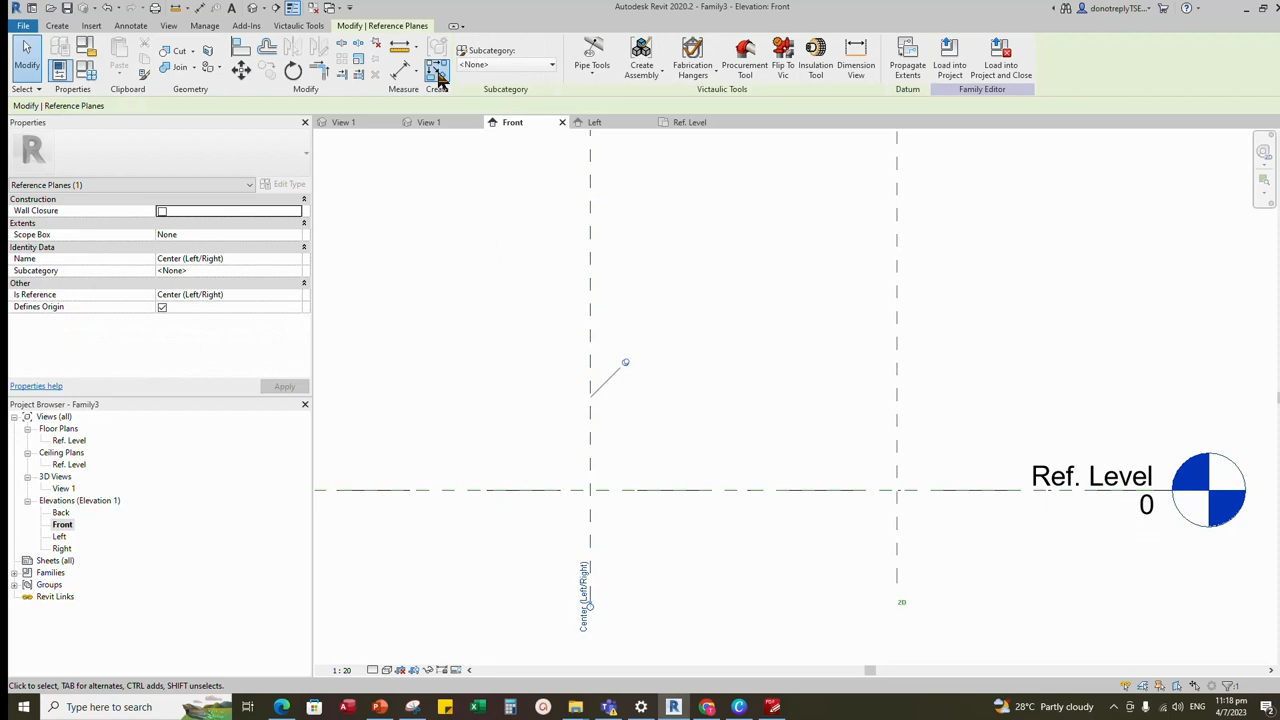 Autodesk Revit 2020.2 - Family3 - Elevation: Front
File Create Insert Annotate View Manage Add-Ins Victaulic Tools Modify | Reference Planes
Modify Paste Cut Join
Subcategory:
<None>
Pipe Tools
Create Assembly
Fabrication Hangers
Procurement Tool
Flip To Vic
Insulation Tool
Dimension View
Propagate Extents
Load into Project
Load into Project and Close
Select Properties Clipboard Geometry Modify Measure Create Subcategory Victaulic Tools Datum Family Editor
Modify | Reference Planes
Properties
View 1 View 1 Front Left Ref. Level
R
Reference Planes (1) Edit Type
Construction
Wall Closure
Extents
Scope Box None
Identity Data
Name Center (Left/Right)
Subcategory <None>
Other
Is Reference Center (Left/Right)
Defines Origin
Properties help Apply
Project Browser - Family3
Views (all)
Floor Plans
Ref. Level
Ceiling Plans
Ref. Level
3D Views
View 1
Elevations (Elevation 1)
Back
Front
Left
Right
Sheets (all)
Families
Groups
Revit Links
Ref. Level
0
Center (Left/Right)
2D
1 : 20
Click to select, TAB for alternates, CTRL adds, SHIFT unselects.
:1
Type here to search
28°C Partly cloudy
11:18 pm
4/7/2023